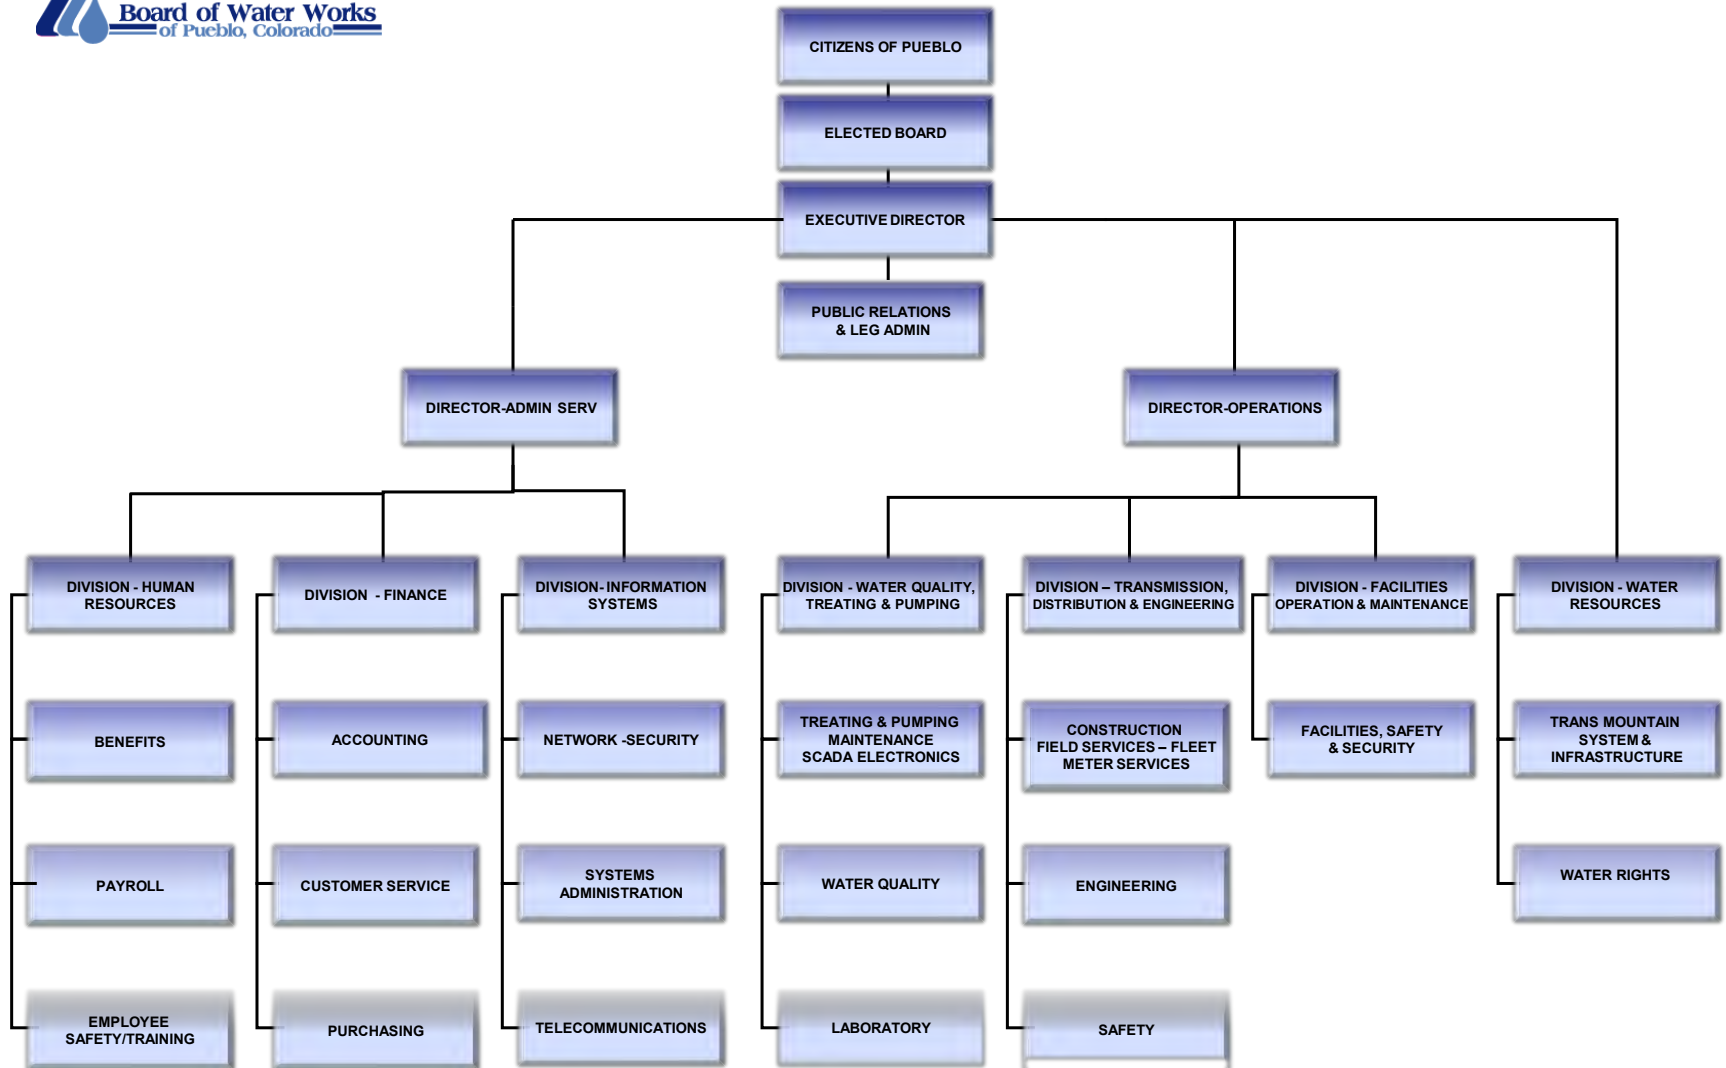 Board of Water Works
of Pueblo, Colorado
CITIZENS OF PUEBLO
ELECTED BOARD
EXECUTIVE DIRECTOR
PUBLIC RELATIONS
& LEG ADMIN
DIRECTOR-ADMIN SERV
DIRECTOR-OPERATIONS
DIVISION - HUMAN
RESOURCES
DIVISION - FINANCE
DIVISION- INFORMATION
SYSTEMS
DIVISION - WATER QUALITY,
TREATING & PUMPING
DIVISION – TRANSMISSION,
DISTRIBUTION & ENGINEERING
DIVISION - FACILITIES
OPERATION & MAINTENANCE
DIVISION - WATER
RESOURCES
BENEFITS
ACCOUNTING
NETWORK -SECURITY
TREATING & PUMPING
MAINTENANCE
SCADA ELECTRONICS
CONSTRUCTION
FIELD SERVICES – FLEET
METER SERVICES
FACILITIES, SAFETY
& SECURITY
TRANS MOUNTAIN
SYSTEM &
INFRASTRUCTURE
PAYROLL
CUSTOMER SERVICE
SYSTEMS
ADMINISTRATION
WATER QUALITY
ENGINEERING
WATER RIGHTS
EMPLOYEE
SAFETY/TRAINING
PURCHASING
TELECOMMUNICATIONS
LABORATORY
SAFETY